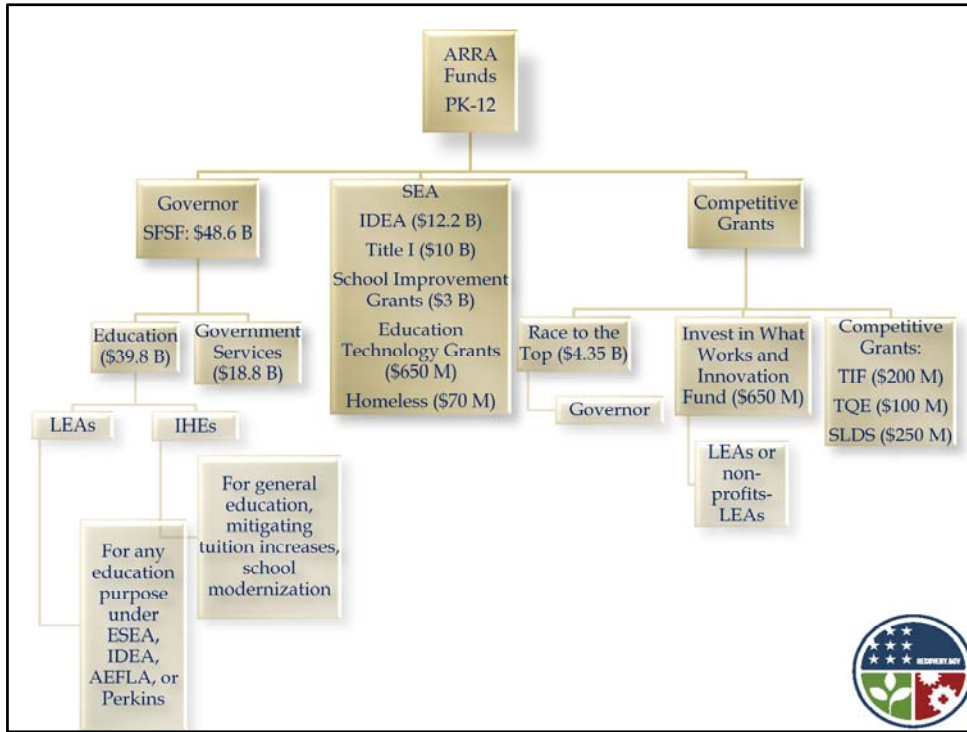 ARRA
Funds
PK-12
Governor
SFSF: $48.6 B
SEA
IDEA ($12.2 B)
Title I ($10 B)
School Improvement
Grants ($3 B)
Education
Technology Grants
($650 M)
Homeless ($70 M)
Competitive
Grants
Education
($39.8 B)
Government
Services
($18.8 B)
Race to the
Top ($4.35 B)
Invest in What
Works and
Innovation
Fund ($650 M)
Competitive
Grants:
TIF ($200 M)
TQE ($100 M)
SLDS ($250 M)
LEAs
IHEs
Governor
For any
education
purpose
under
ESEA,
IDEA,
AEFLA, or
Perkins
For general
education,
mitigating
tuition increases,
school
modernization
LEAs or
non-
profits-
LEAs
RECOVERY.GOV